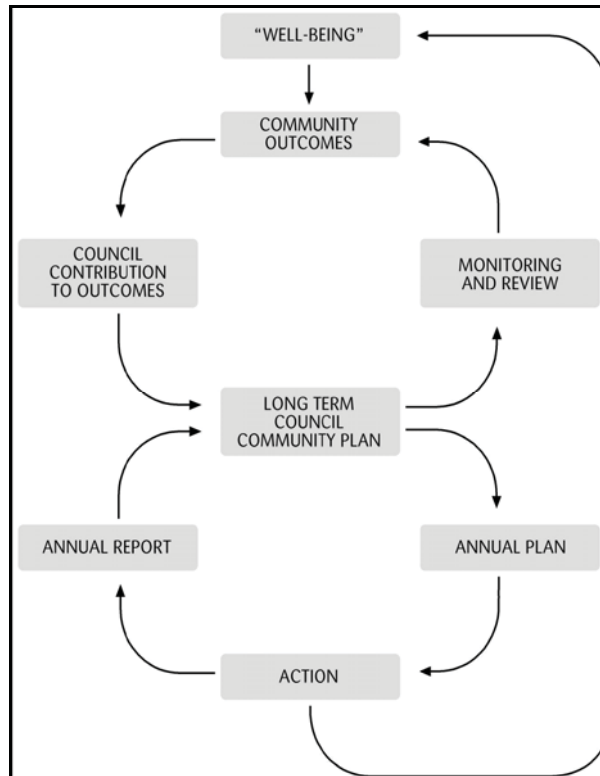 “WELL-BEING”
COMMUNITY
OUTCOMES
COUNCIL
CONTRIBUTION
TO OUTCOMES
MONITORING
AND REVIEW
LONG TERM
COUNCIL
COMMUNITY PLAN
ANNUAL REPORT
ANNUAL PLAN
ACTION